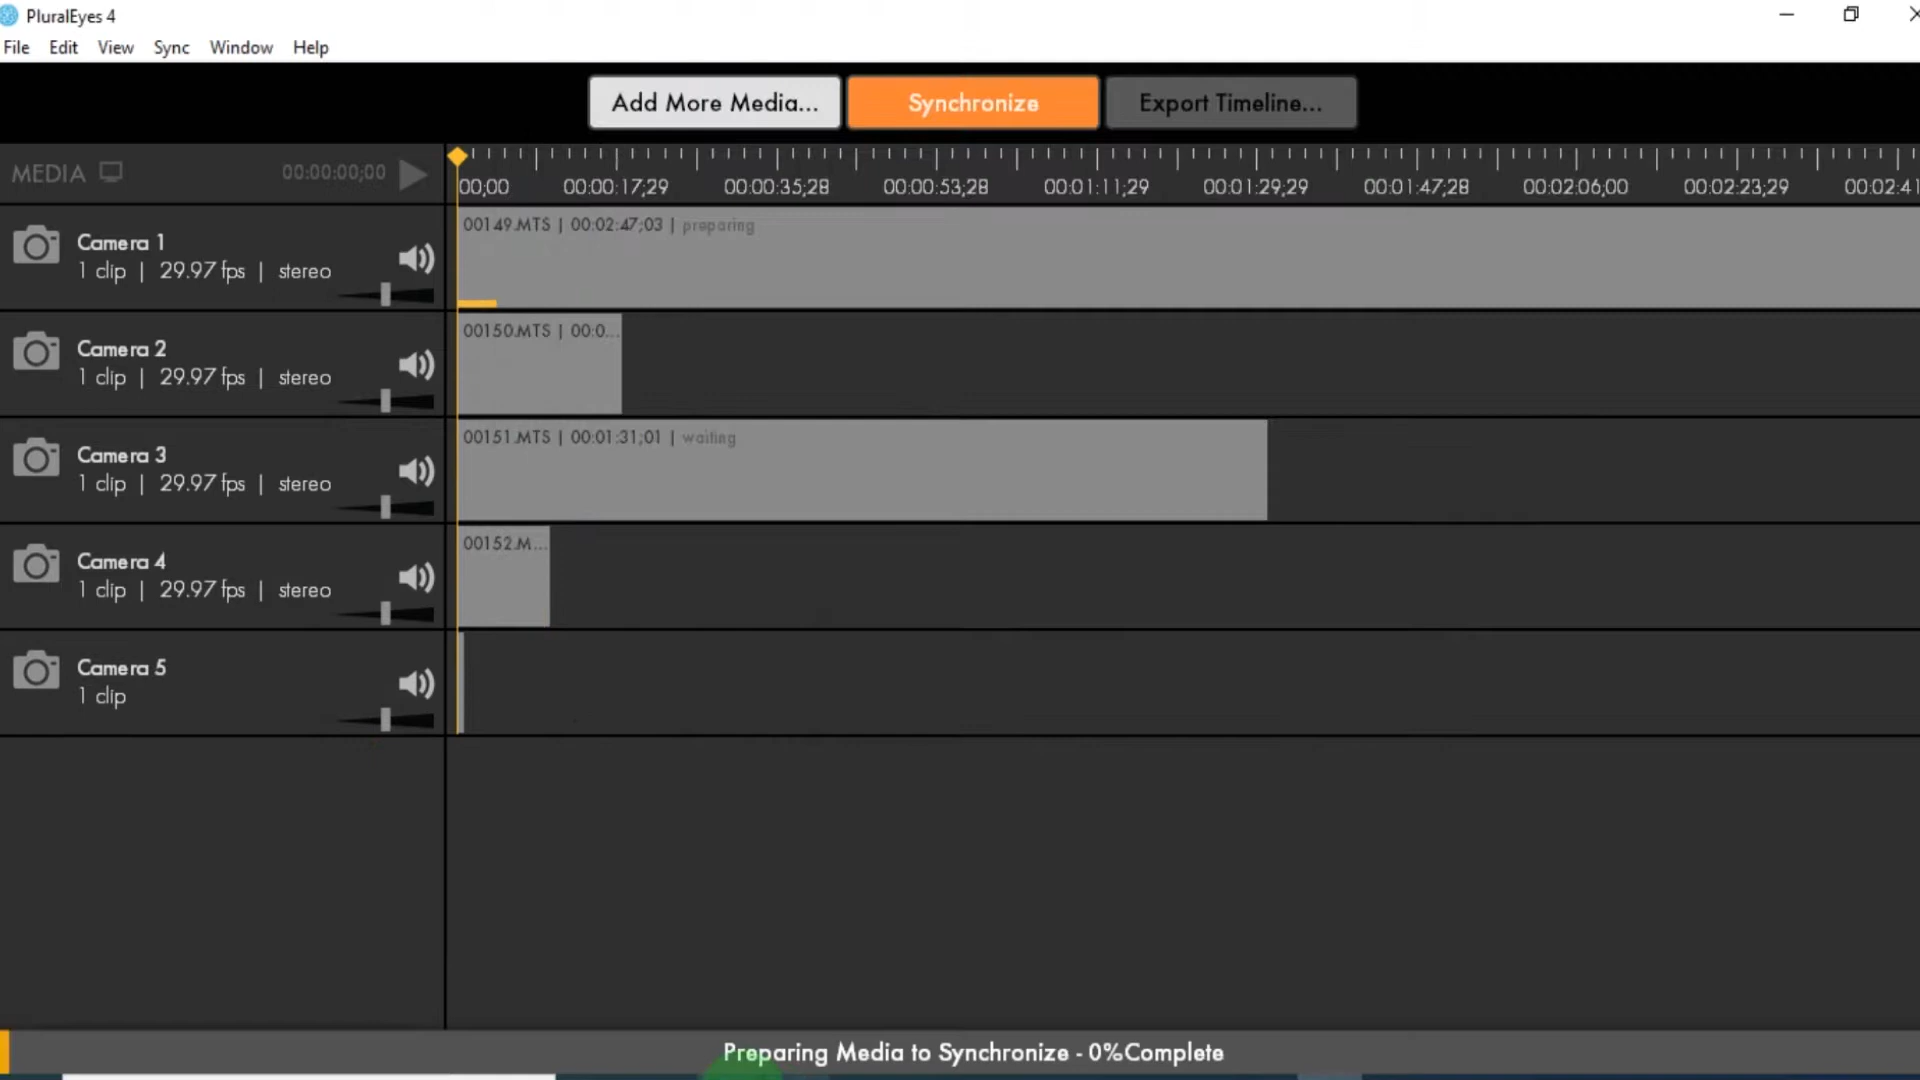 PluralEyes 4
File Edit View Sync Window Help
Add More Media... Synchronize Export Timeline...
MEDIA 00:00:00;00
00;00 00:00:17;29 00:00:35;28 00:00:53;28 00:01:11;29 00:01:29;29 00:01:47;28 00:02:06;00 00:02:23;29 00:02:41
Camera 1
1 clip | 29.97 fps | stereo
00149.MTS | 00:02:47;03 | preparing
Camera 2
1 clip | 29.97 fps | stereo
00150.MTS | 00:0...
Camera 3
1 clip | 29.97 fps | stereo
00151.MTS | 00:01:31;01 | waiting
Camera 4
1 clip | 29.97 fps | stereo
00152.M...
Camera 5
1 clip
Preparing Media to Synchronize - 0%Complete